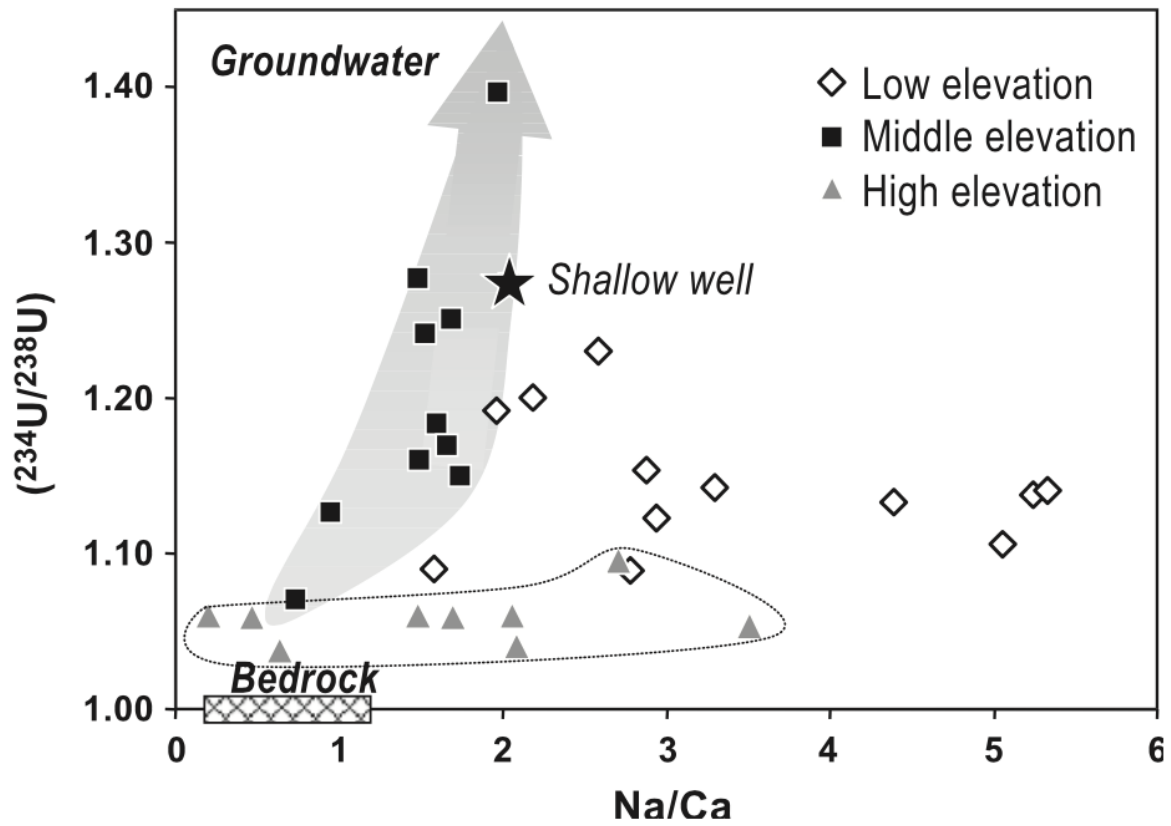 Groundwater
Low elevation
Middle elevation
High elevation
Shallow well
Bedrock
1.40
1.30
1.20
1.10
1.00
(234U/238U)
0 1 2 3 4 5 6
Na/Ca